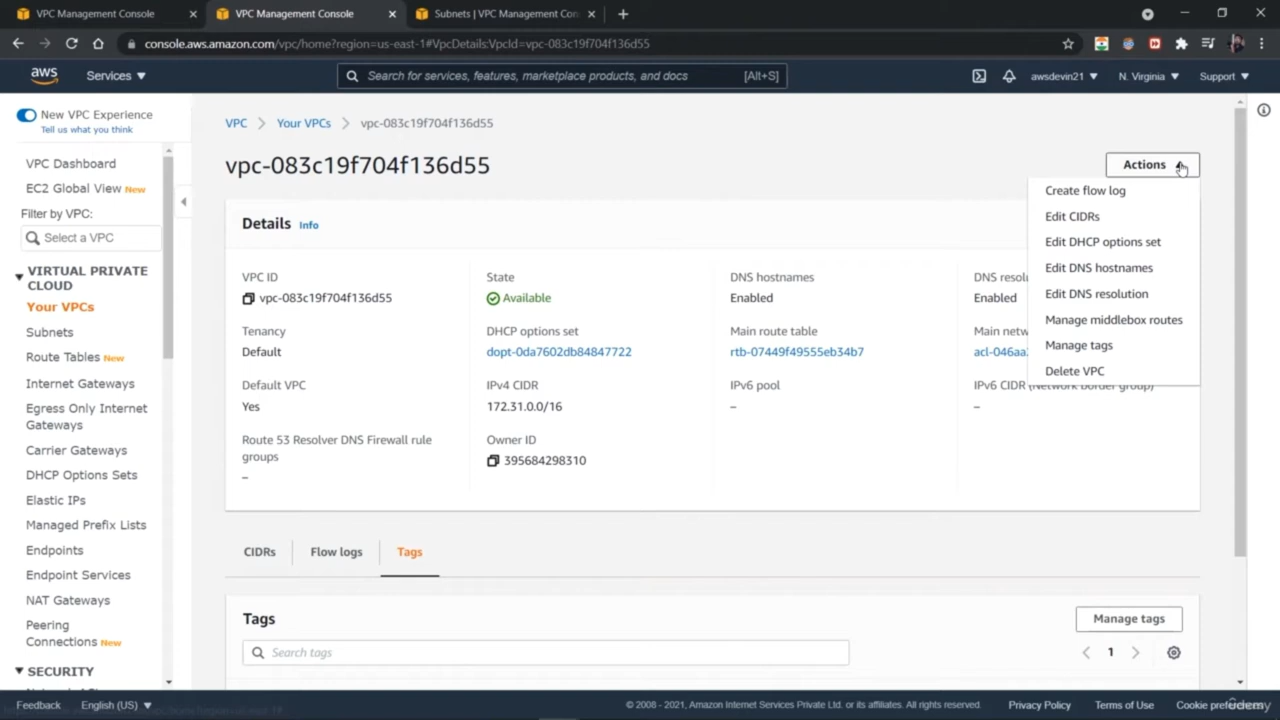 VPC Management Console
VPC Management Console
Subnets | VPC Management Con
console.aws.amazon.com/vpc/home?region=us-east-1#VpcDetails:VpcId=vpc-083c19f704f136d55
aws
Services
Search for services, features, marketplace products, and docs
[Alt+S]
awsdevin21
N. Virginia
Support
New VPC Experience
Tell us what you think
VPC Dashboard
EC2 Global View New
Filter by VPC:
Select a VPC
VIRTUAL PRIVATE
CLOUD
Your VPCs
Subnets
Route Tables New
Internet Gateways
Egress Only Internet
Gateways
Carrier Gateways
DHCP Options Sets
Elastic IPs
Managed Prefix Lists
Endpoints
Endpoint Services
NAT Gateways
Peering
Connections New
SECURITY
VPC > Your VPCs > vpc-083c19f704f136d55
vpc-083c19f704f136d55
Actions
Create flow log
Edit CIDRs
Edit DHCP options set
Edit DNS hostnames
Edit DNS resolution
Manage middlebox routes
Manage tags
Delete VPC
Details Info
VPC ID
vpc-083c19f704f136d55
State
Available
DNS hostnames
Enabled
DNS resolu
Enabled
Tenancy
Default
DHCP options set
dopt-0da7602db84847722
Main route table
rtb-07449f49555eb34b7
Main netw
acl-046aa
Default VPC
Yes
IPv4 CIDR
172.31.0.0/16
IPv6 pool
–
IPv6 CIDR (Network border group)
–
Route 53 Resolver DNS Firewall rule
groups
–
Owner ID
395684298310
CIDRs
Flow logs
Tags
Tags
Manage tags
Search tags
1
Feedback
English (US)
© 2008 - 2021, Amazon Internet Services Private Ltd. or its affiliates. All rights reserved.
Privacy Policy
Terms of Use
Cookie preferences
Udemy